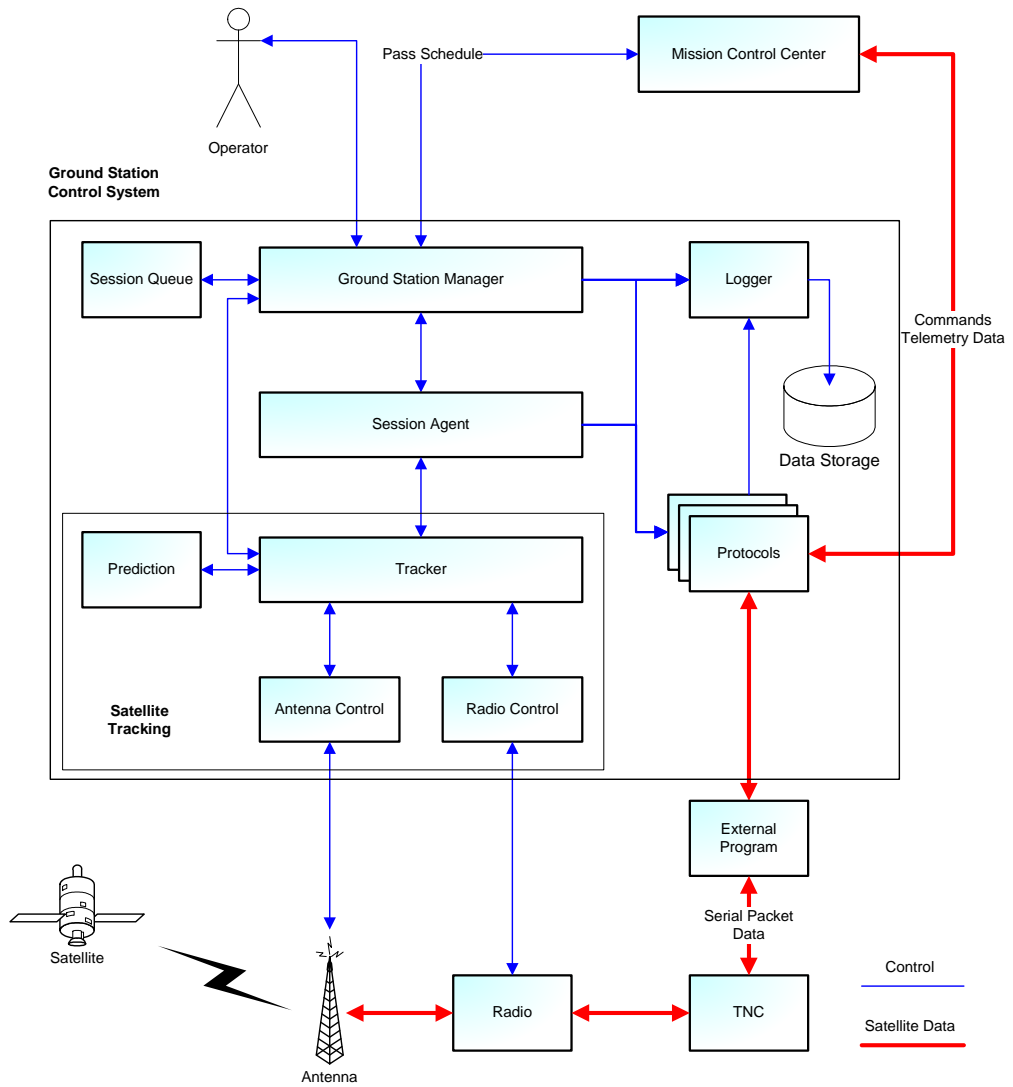 Pass Schedule
Mission Control Center
Operator
Ground Station
Control System
Session Queue
Ground Station Manager
Logger
Commands
Telemetry Data
Session Agent
Data Storage
Prediction
Tracker
Protocols
Satellite
Tracking
Antenna Control
Radio Control
External
Program
Serial Packet
Data
Satellite
Control
Radio
TNC
Satellite Data
Antenna